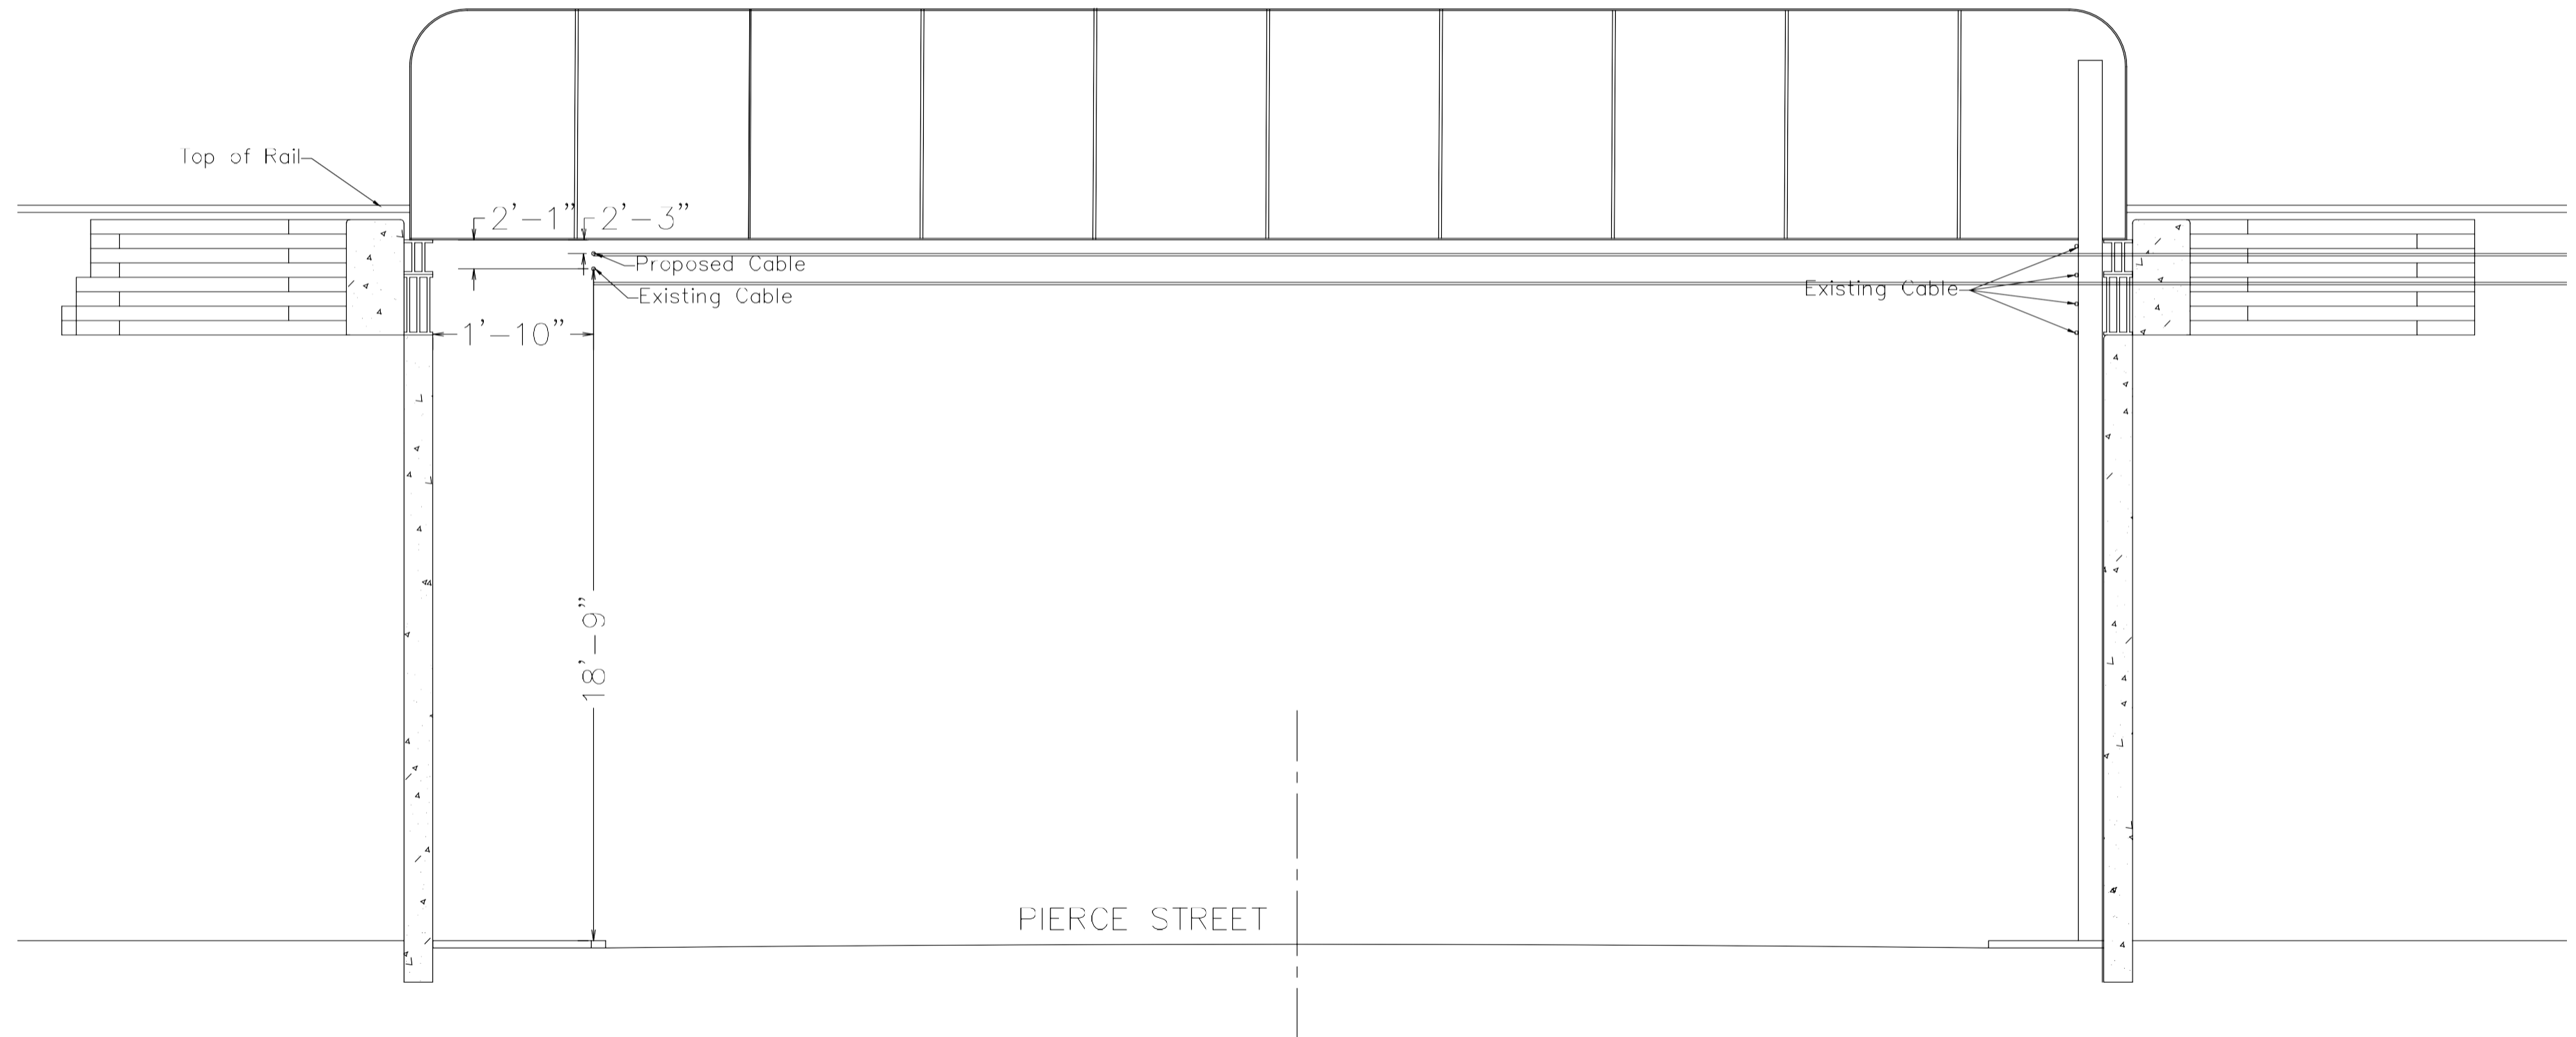 Top of Rail
2'-1" 2'-3"
Proposed Cable
Existing Cable
Existing Cable
1'-10"
18'-9"
PIERCE STREET